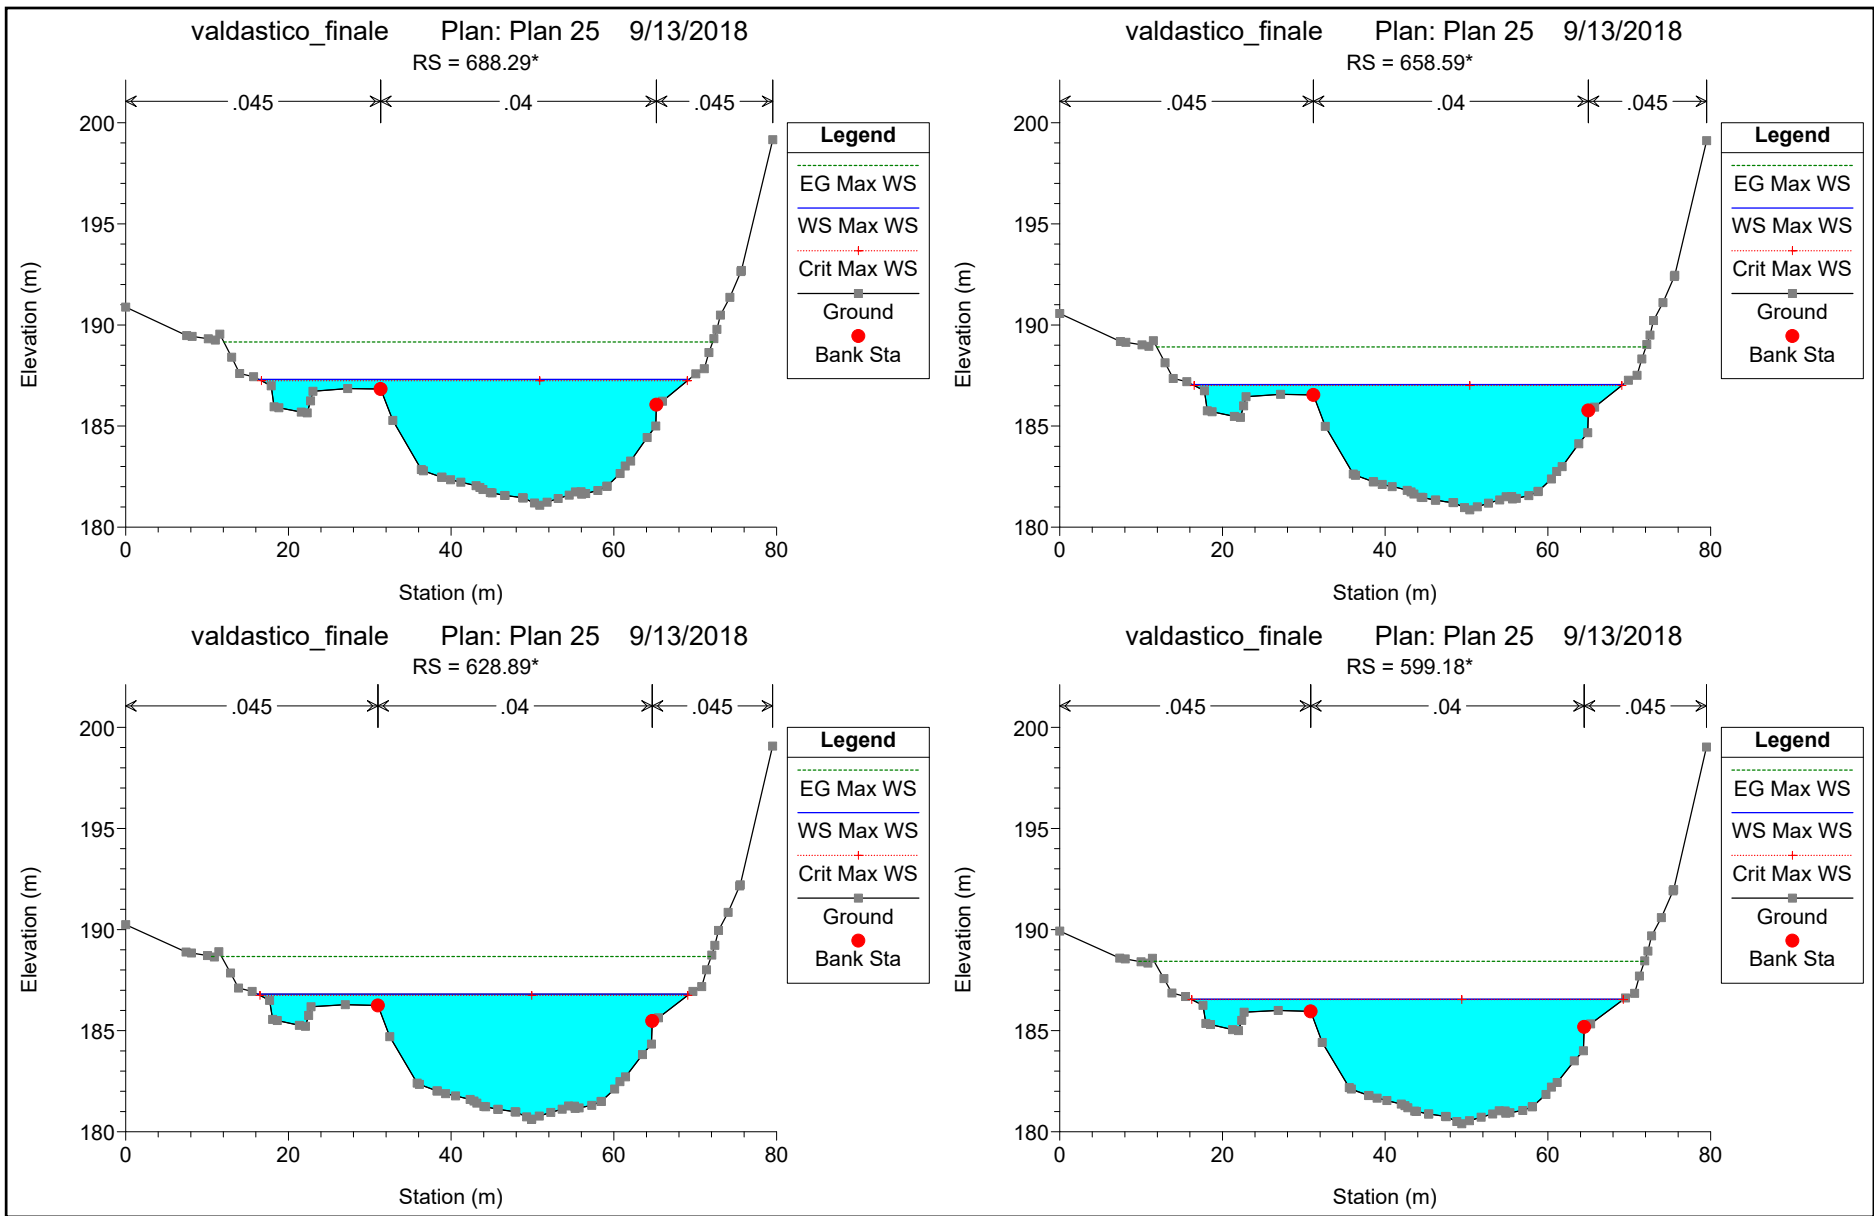 valdastico_finale Plan: Plan 25 9/13/2018
RS = 688.29*
.045 .04 .045
200
195
190
185
180
0 20 40 60 80
Elevation (m)
Station (m)
Legend
EG Max WS
WS Max WS
Crit Max WS
Ground
Bank Sta
valdastico_finale Plan: Plan 25 9/13/2018
RS = 658.59*
.045 .04 .045
200
195
190
185
180
0 20 40 60 80
Elevation (m)
Station (m)
Legend
EG Max WS
WS Max WS
Crit Max WS
Ground
Bank Sta
valdastico_finale Plan: Plan 25 9/13/2018
RS = 628.89*
.045 .04 .045
200
195
190
185
180
0 20 40 60 80
Elevation (m)
Station (m)
Legend
EG Max WS
WS Max WS
Crit Max WS
Ground
Bank Sta
valdastico_finale Plan: Plan 25 9/13/2018
RS = 599.18*
.045 .04 .045
200
195
190
185
180
0 20 40 60 80
Elevation (m)
Station (m)
Legend
EG Max WS
WS Max WS
Crit Max WS
Ground
Bank Sta